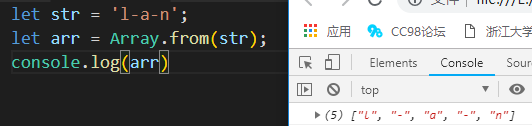 let str = 'l-a-n';
let arr = Array.from(str);
console.log(arr)
应用
CC98论坛
浙江大学
Elements
Console
top
(5) ["l", "-", "a", "-", "n"]